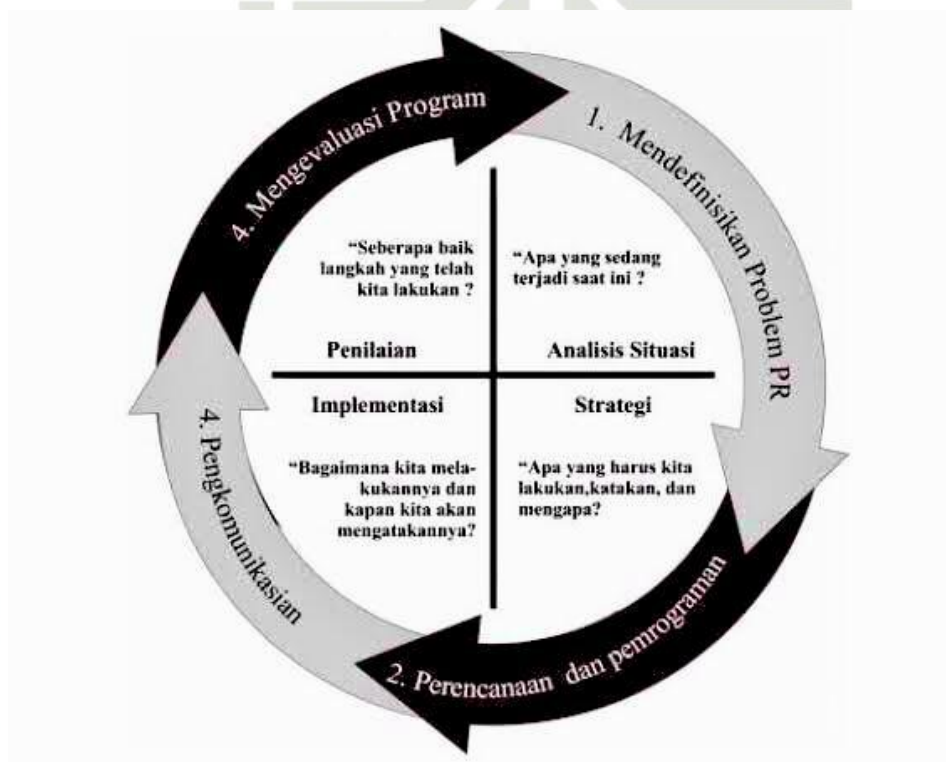 1. Mendefinisikan Problem PR
2. Perencanaan dan pemrograman
4. Pengkomunikasian
4. Mengevaluasi Program
“Seberapa baik
langkah yang telah
kita lakukan ?
Penilaian
“Apa yang sedang
terjadi saat ini ?
Analisis Situasi
Implementasi
“Bagaimana kita mela-
kukannya dan
kapan kita akan
mengatakannya?
Strategi
“Apa yang harus kita
lakukan,katakan, dan
mengapa?